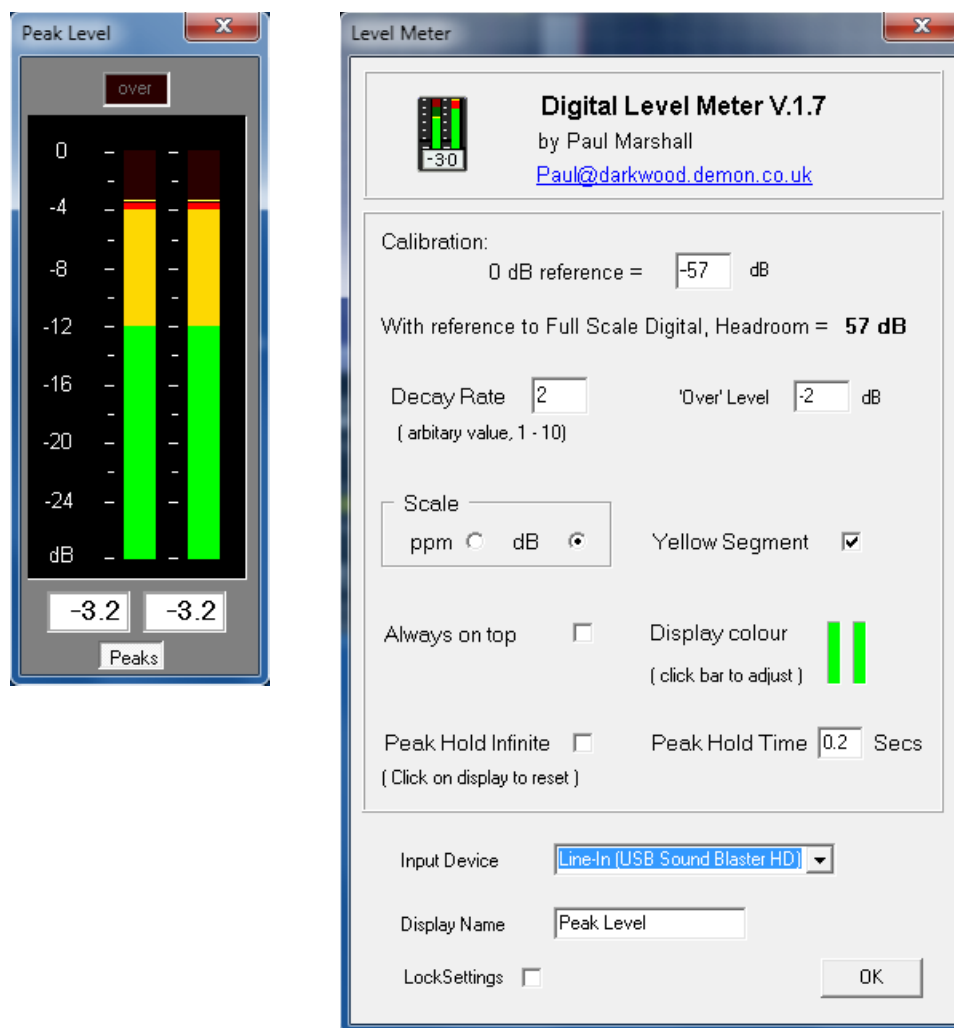 Peak Level
over
0
-4
-8
-12
-16
-20
-24
dB
-3.2 -3.2
Peaks
Level Meter
-30
Digital Level Meter V.1.7
by Paul Marshall
Paul@darkwood.demon.co.uk
Calibration:
0 dB reference = -57 dB
With reference to Full Scale Digital, Headroom = 57 dB
Decay Rate 2 'Over' Level -2 dB
( arbitary value, 1 - 10)
Scale
ppm dB Yellow Segment
Always on top Display colour
( click bar to adjust )
Peak Hold Infinite Peak Hold Time 0.2 Secs
( Click on display to reset )
Input Device Line-In (USB Sound Blaster HD)
Display Name Peak Level
LockSettings OK